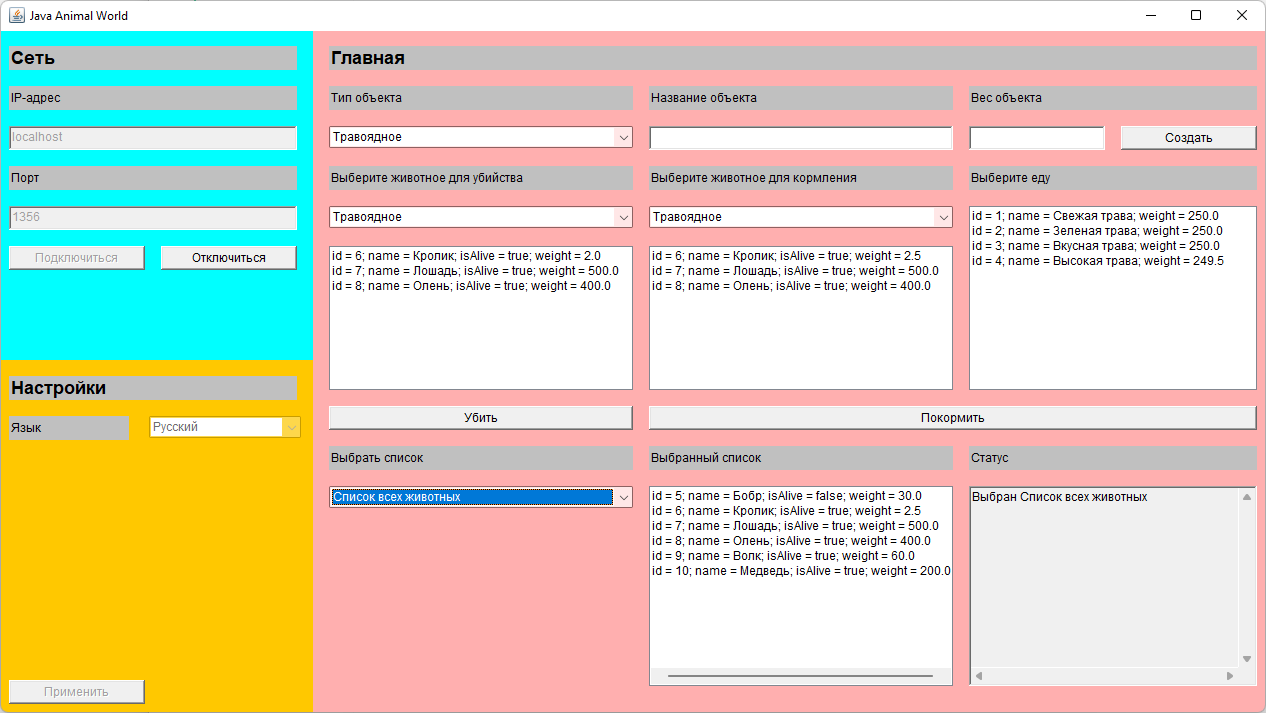 Java Animal World
Сеть
IP-адрес
localhost
Порт
1356
Подключиться
Отключиться
Настройки
Язык
Русский
Применить
Главная
Тип объекта
Название объекта
Вес объекта
Травоядное
Создать
Выберите животное для убийства
Выберите животное для кормления
Выберите еду
Травоядное
Травоядное
id = 6; name = Кролик; isAlive = true; weight = 2.0
id = 7; name = Лошадь; isAlive = true; weight = 500.0
id = 8; name = Олень; isAlive = true; weight = 400.0
id = 6; name = Кролик; isAlive = true; weight = 2.5
id = 7; name = Лошадь; isAlive = true; weight = 500.0
id = 8; name = Олень; isAlive = true; weight = 400.0
id = 1; name = Свежая трава; weight = 250.0
id = 2; name = Зеленая трава; weight = 250.0
id = 3; name = Вкусная трава; weight = 250.0
id = 4; name = Высокая трава; weight = 249.5
Убить
Покормить
Выбрать список
Выбранный список
Статус
Список всех животных
id = 5; name = Бобр; isAlive = false; weight = 30.0
id = 6; name = Кролик; isAlive = true; weight = 2.5
id = 7; name = Лошадь; isAlive = true; weight = 500.0
id = 8; name = Олень; isAlive = true; weight = 400.0
id = 9; name = Волк; isAlive = true; weight = 60.0
id = 10; name = Медведь; isAlive = true; weight = 200.0
Выбран Список всех животных